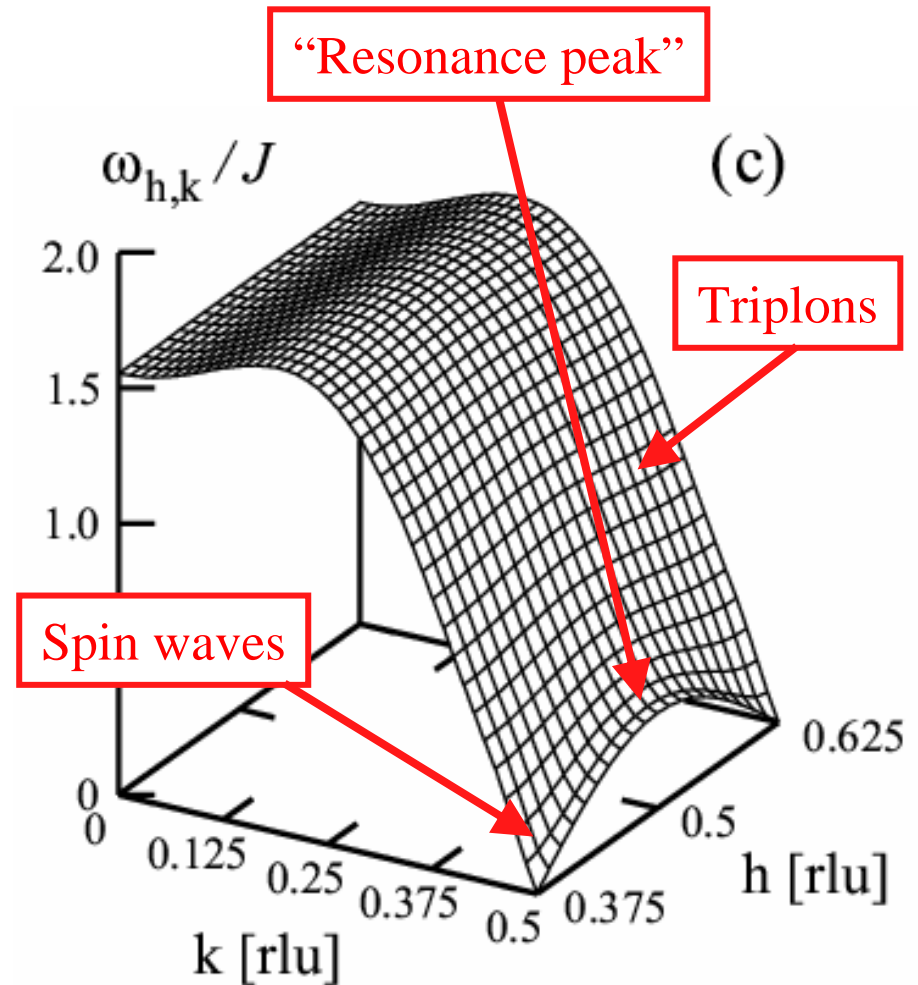 “Resonance peak”
ω h,k / J
(c)
2.0
Triplons
1.5
1.0
Spin waves
0
0
0.125
0.25
0.375
0.5
k [rlu]
0.375
0.5
0.625
h [rlu]